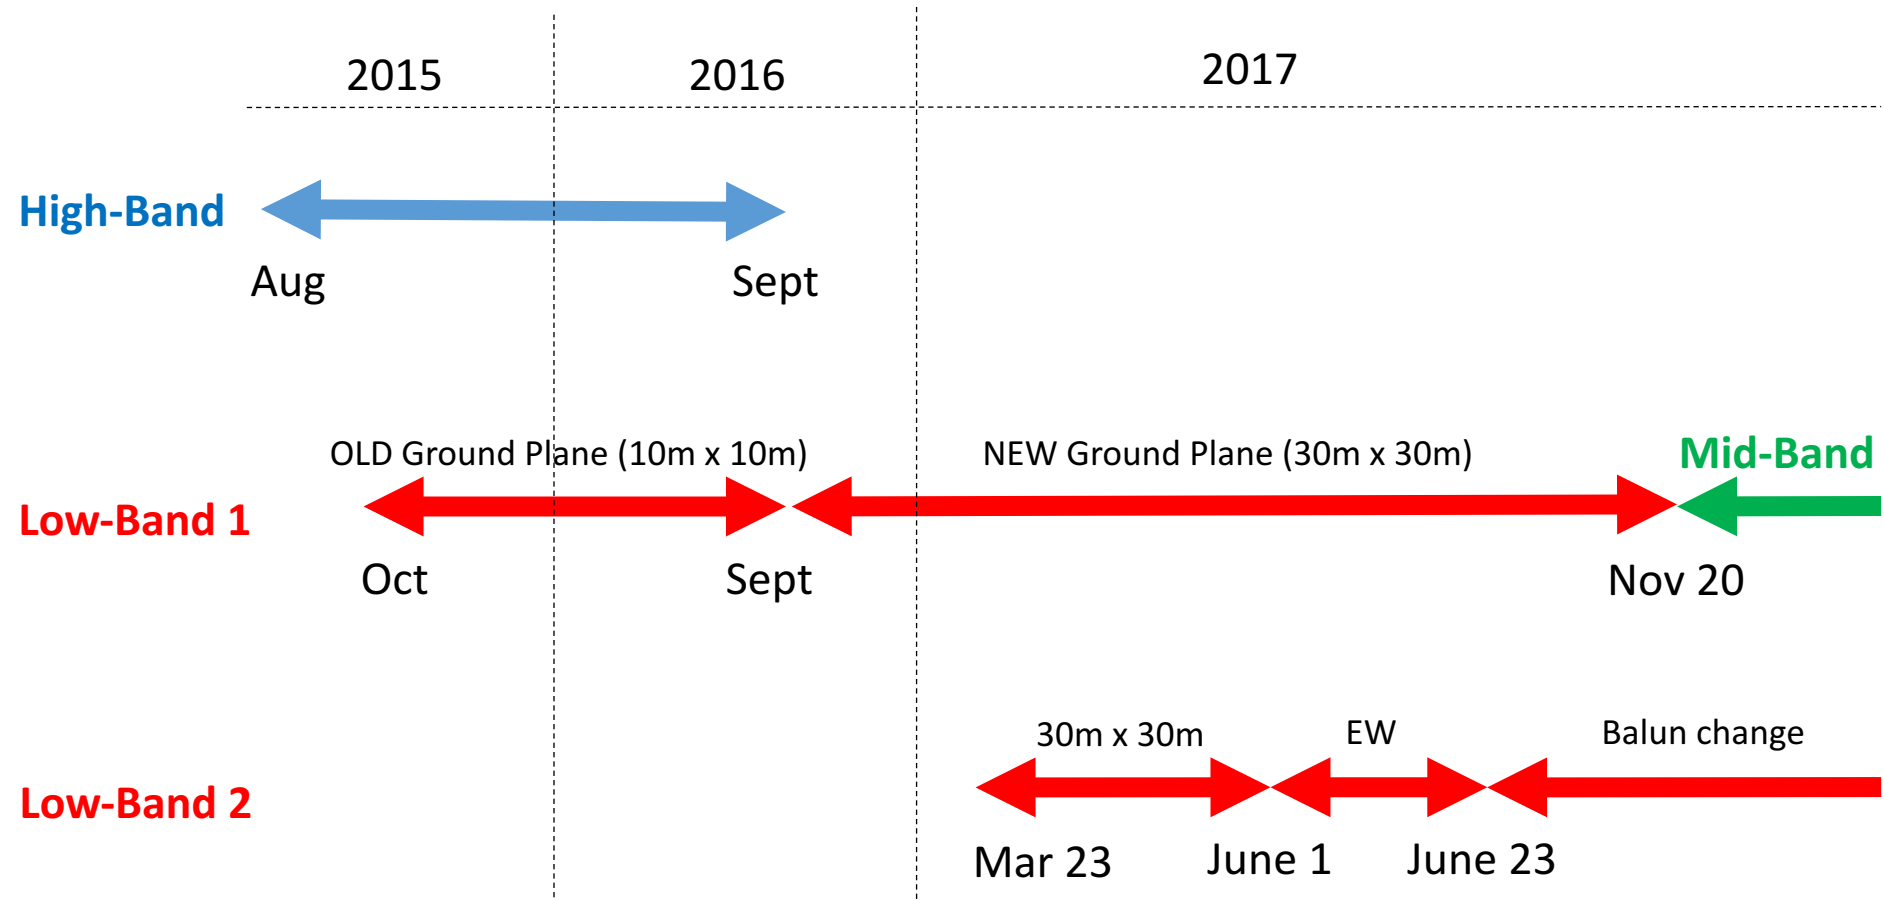 2015
2016
2017
High-Band
Aug
Sept
OLD Ground Plane (10m x 10m)
NEW Ground Plane (30m x 30m)
Mid-Band
Low-Band 1
Oct
Sept
Nov 20
30m x 30m
EW
Balun change
Low-Band 2
Mar 23
June 1
June 23